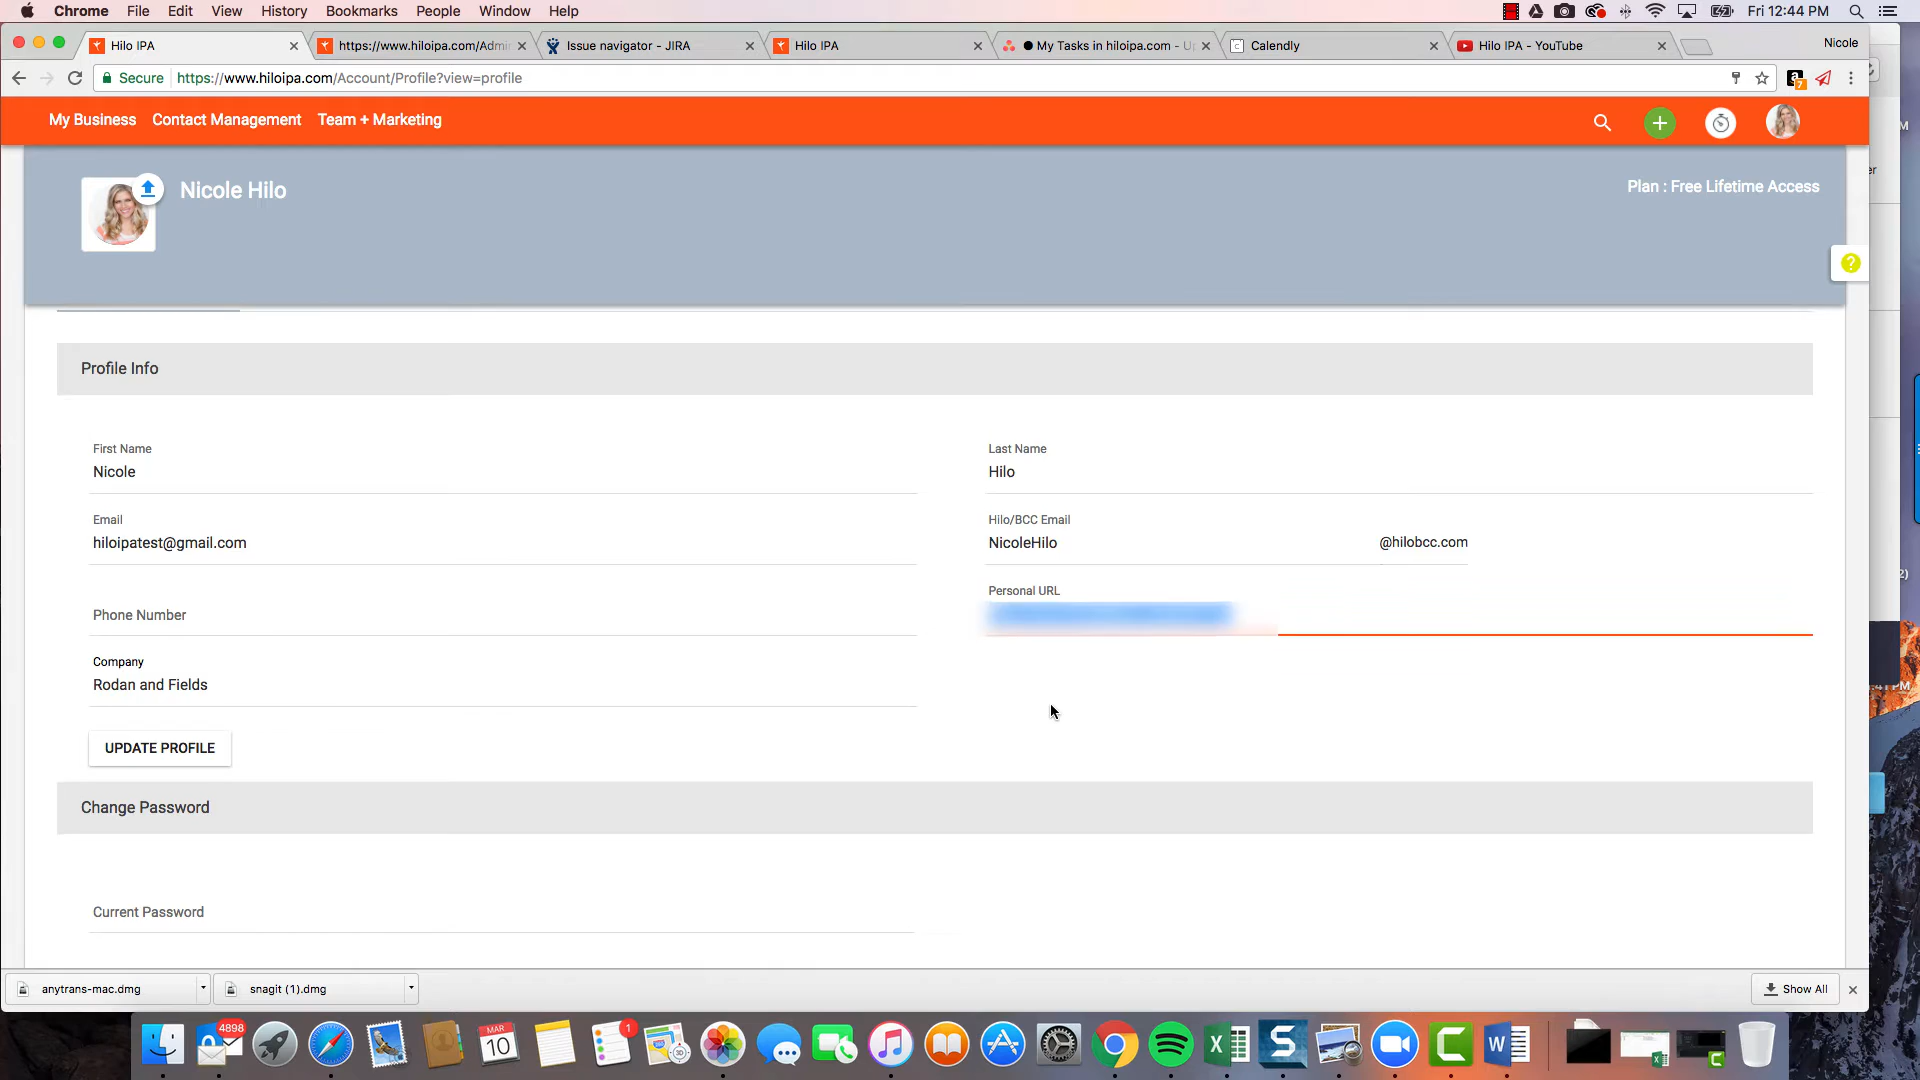 Chrome File Edit View History Bookmarks People Window Help Fri 12:44 PM
Hilo IPA https://www.hiloipa.com/Admi Issue navigator - JIRA Hilo IPA My Tasks in hiloipa.com - U Calendly Hilo IPA - YouTube Nicole
Secure https://www.hiloipa.com/Account/Profile?view=profile 7
My Business Contact Management Team + Marketing
Nicole Hilo
Plan : Free Lifetime Access
Profile Info
First Name
Nicole
Last Name
Hilo
Email
hiloipatest@gmail.com
Hilo/BCC Email
NicoleHilo @hilobcc.com
Phone Number
Personal URL
Company
Rodan and Fields
UPDATE PROFILE
Change Password
Current Password
anytrans-mac.dmg snagit (1).dmg Show All
4898
MAR
10
1